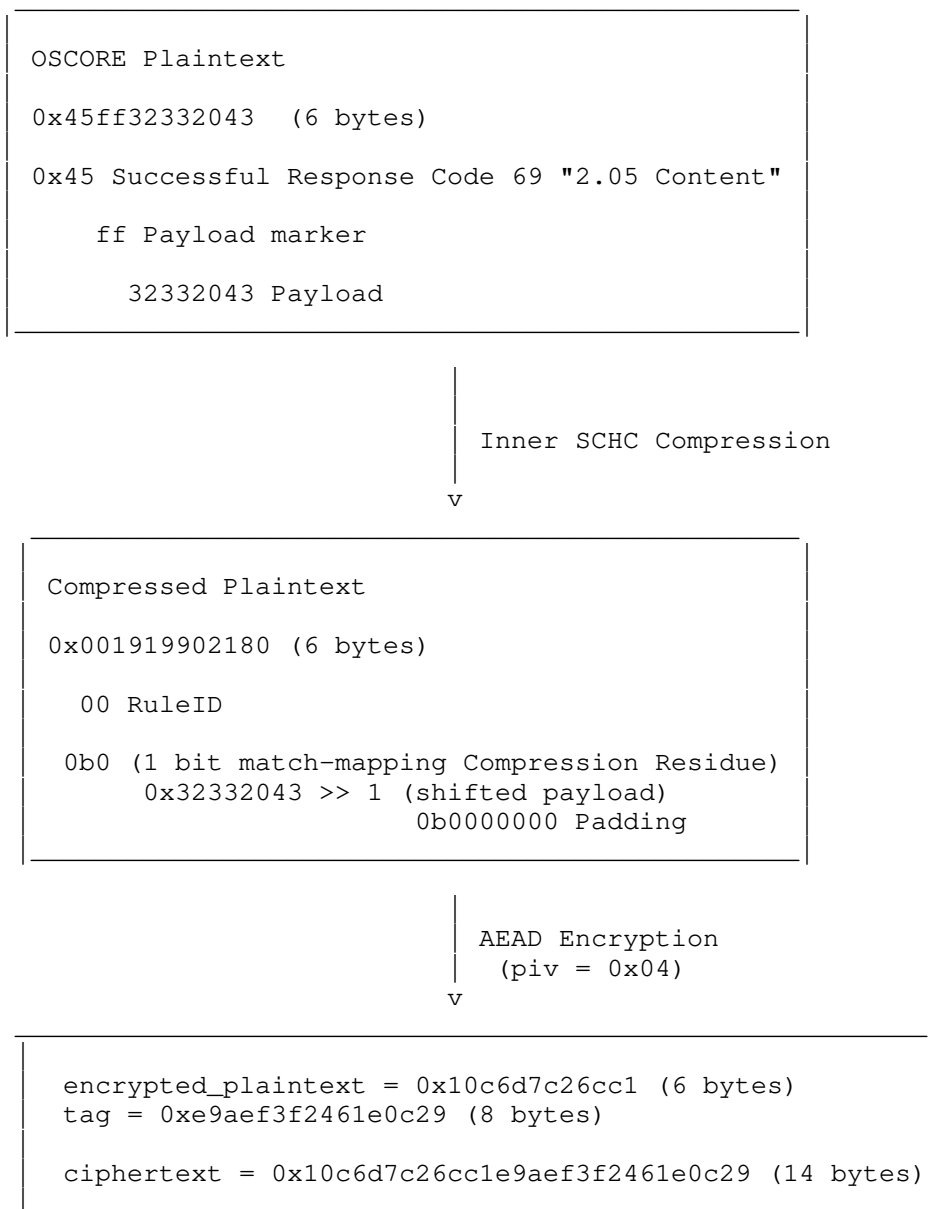 OSCORE Plaintext
0x45ff32332043 (6 bytes)
0x45 Successful Response Code 69 "2.05 Content"
ff Payload marker
32332043 Payload
Inner SCHC Compression
v
Compressed Plaintext
0x001919902180 (6 bytes)
00 RuleID
0b0 (1 bit match-mapping Compression Residue)
0x32332043 >> 1 (shifted payload)
0b0000000 Padding
AEAD Encryption
(piv = 0x04)
v
encrypted_plaintext = 0x10c6d7c26cc1 (6 bytes)
tag = 0xe9aef3f2461e0c29 (8 bytes)
ciphertext = 0x10c6d7c26cc1e9aef3f2461e0c29 (14 bytes)